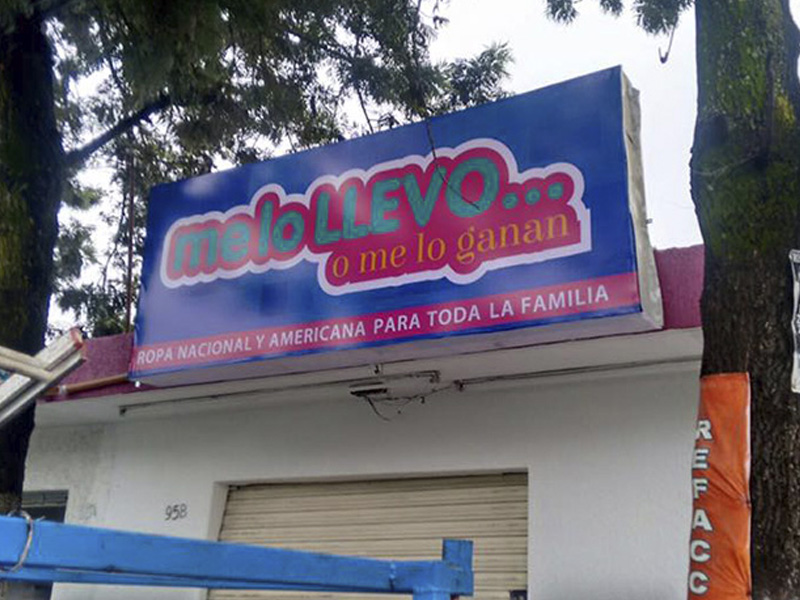 me lo LLEVO...
o me lo ganan
ROPA NACIONAL Y AMERICANA PARA TODA LA FAMILIA
958
REFACC